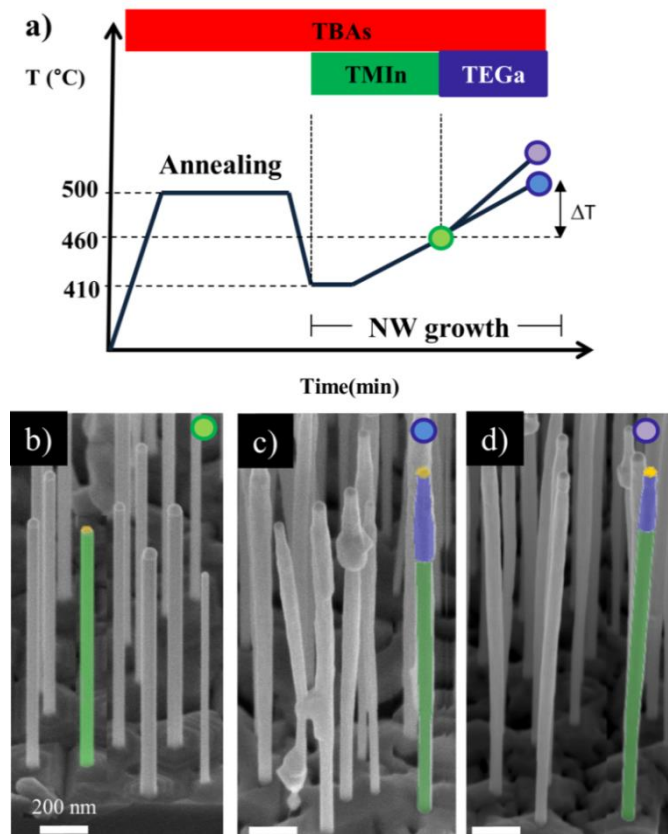 a)
TBAs
T (°C)
TMIn TEGa
Annealing
500
ΔT
460
410
NW growth
Time(min)
b) c) d)
200 nm